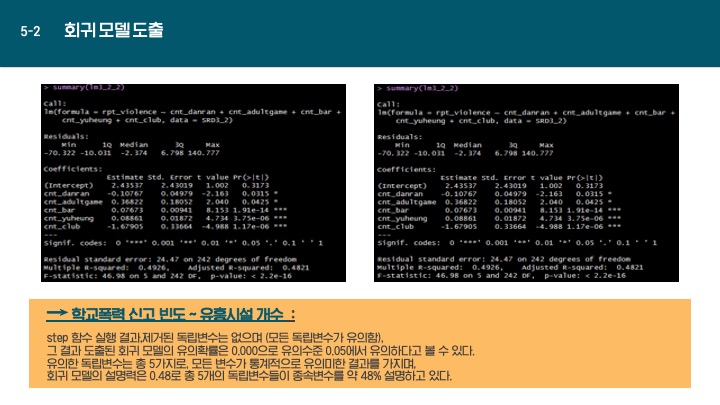 5-2 회귀 모델 도출
> summary(lm3_2_2)
Call:
lm(formula = rpt_violence ~ cnt_danran + cnt_adultgame + cnt_bar +
cnt_yuheung + cnt_club, data = SRD3_2)
Residuals:
Min 1Q Median 3Q Max
-70.322 -10.031 -2.374 6.798 140.777
Coefficients:
Estimate Std. Error t value Pr(>|t|)
(Intercept) 2.43537 2.43019 1.002 0.3173
cnt_danran -0.10767 0.04979 -2.163 0.0315 *
cnt_adultgame 0.36822 0.18052 2.040 0.0425 *
cnt_bar 0.07673 0.00941 8.153 1.91e-14 ***
cnt_yuheung 0.08861 0.01872 4.734 3.75e-06 ***
cnt_club -1.67905 0.33664 -4.988 1.17e-06 ***
---
Signif. codes: 0 '***' 0.001 '**' 0.01 '*' 0.05 '.' 0.1 ' ' 1
Residual standard error: 24.47 on 242 degrees of freedom
Multiple R-squared: 0.4926, Adjusted R-squared: 0.4821
F-statistic: 46.98 on 5 and 242 DF, p-value: < 2.2e-16
> summary(lm3_2_2)
Call:
lm(formula = rpt_violence ~ cnt_danran + cnt_adultgame + cnt_bar +
cnt_yuheung + cnt_club, data = SRD3_2)
Residuals:
Min 1Q Median 3Q Max
-70.322 -10.031 -2.374 6.798 140.777
Coefficients:
Estimate Std. Error t value Pr(>|t|)
(Intercept) 2.43537 2.43019 1.002 0.3173
cnt_danran -0.10767 0.04979 -2.163 0.0315 *
cnt_adultgame 0.36822 0.18052 2.040 0.0425 *
cnt_bar 0.07673 0.00941 8.153 1.91e-14 ***
cnt_yuheung 0.08861 0.01872 4.734 3.75e-06 ***
cnt_club -1.67905 0.33664 -4.988 1.17e-06 ***
---
Signif. codes: 0 '***' 0.001 '**' 0.01 '*' 0.05 '.' 0.1 ' ' 1
Residual standard error: 24.47 on 242 degrees of freedom
Multiple R-squared: 0.4926, Adjusted R-squared: 0.4821
F-statistic: 46.98 on 5 and 242 DF, p-value: < 2.2e-16
→ 학교폭력 신고 빈도 ~ 유흥시설 개수 :
step 함수 실행 결과,제거된 독립변수는 없으며 (모든 독립변수가 유의함),
그 결과 도출된 회귀 모델의 유의확률은 0.000으로 유의수준 0.05에서 유의하다고 볼 수 있다.
유의한 독립변수는 총 5가지로, 모든 변수가 통계적으로 유의미한 결과를 가지며,
회귀 모델의 설명력은 0.48로 총 5개의 독립변수들이 종속변수를 약 48% 설명하고 있다.